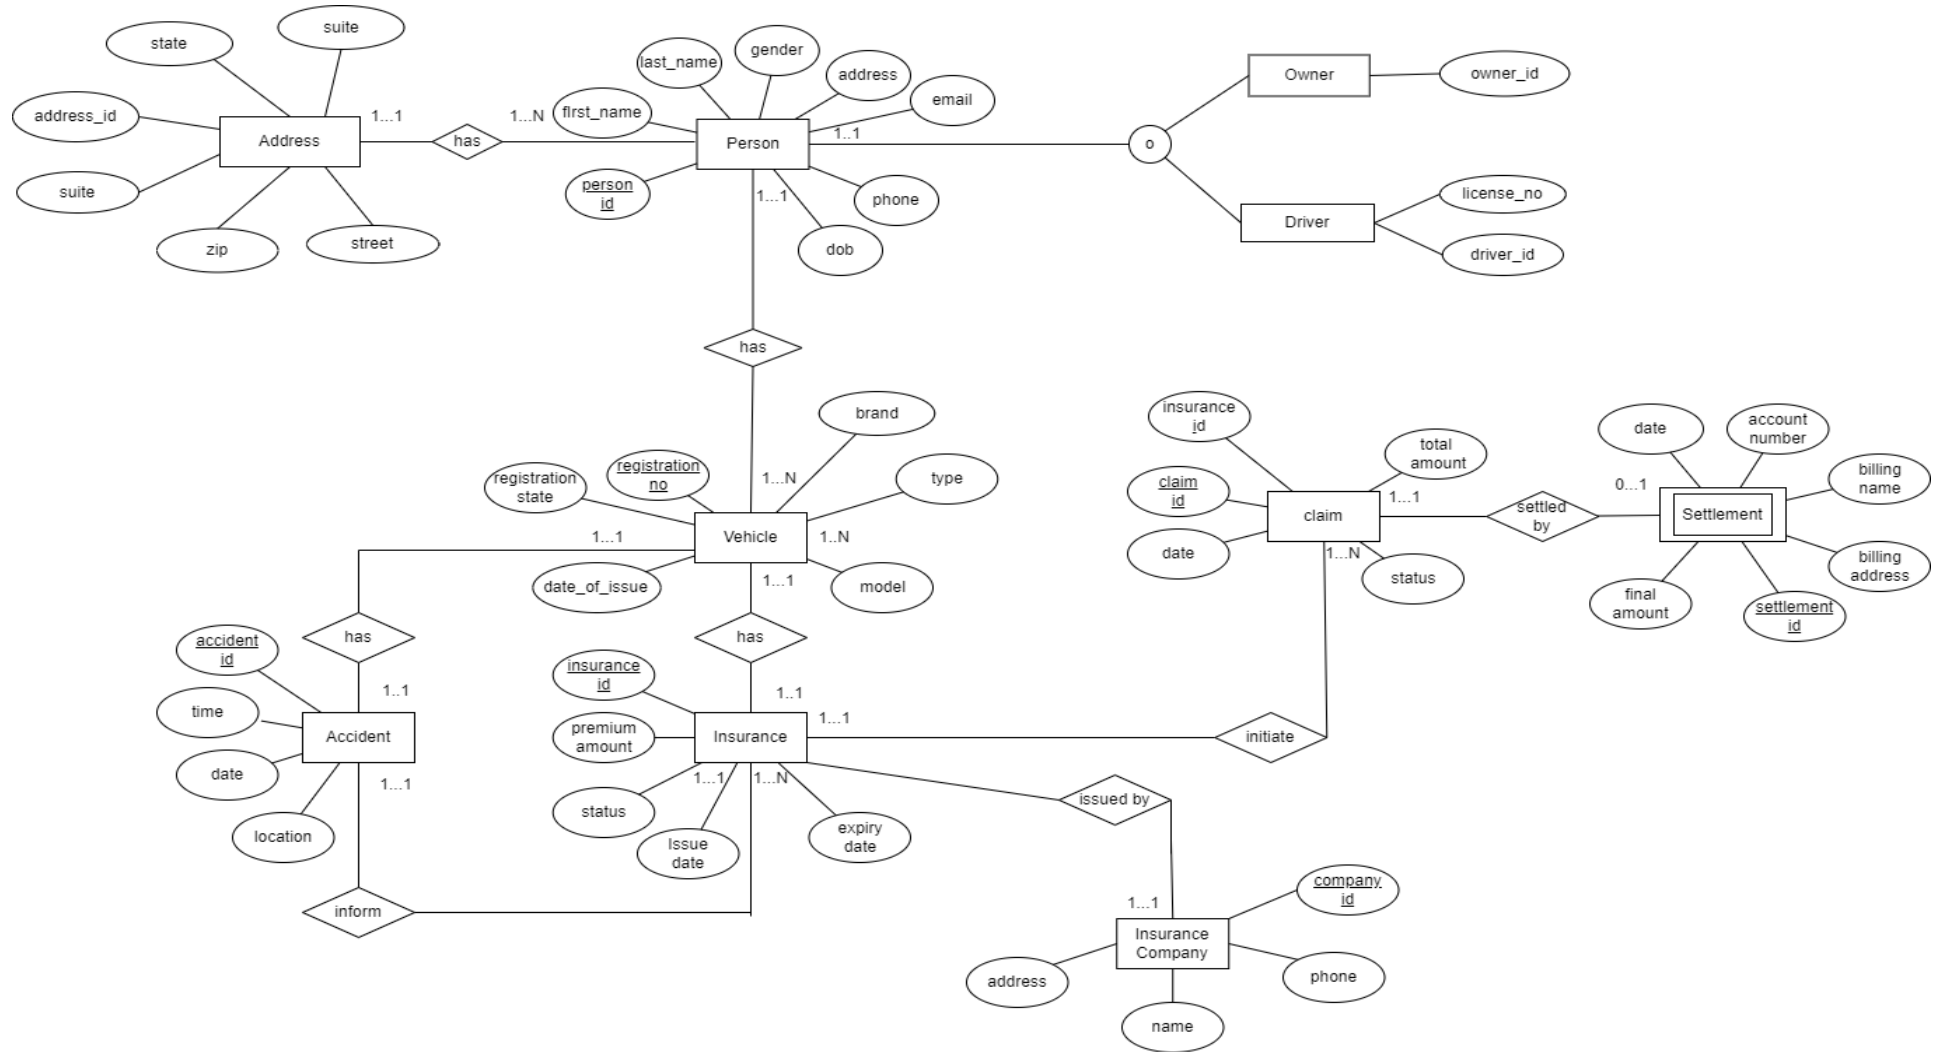 suite
state
last_name
gender
address
Owner
owner_id
address_id
1...1
1...N
fIrst_name
email
Address
has
Person
1..1
o
suite
person
id
1...1
phone
license_no
Driver
zip
street
dob
driver_id
has
brand
insurance
id
date
account
number
total
amount
registration
state
registration
no
1...N
type
claim
id
1...1
0...1
billing
name
1...1
Vehicle
1..N
claim
settled
by
Settlement
date_of_issue
1...1
model
date
1...N
status
billing
address
final
amount
settlement
id
has
has
accident
id
insurance
id
1..1
1..1
time
1...1
Accident
premium
amount
Insurance
initiate
date
1...1
1...1
1...N
location
status
Issue
date
expiry
date
issued by
inform
company
id
1...1
Insurance
Company
address
phone
name